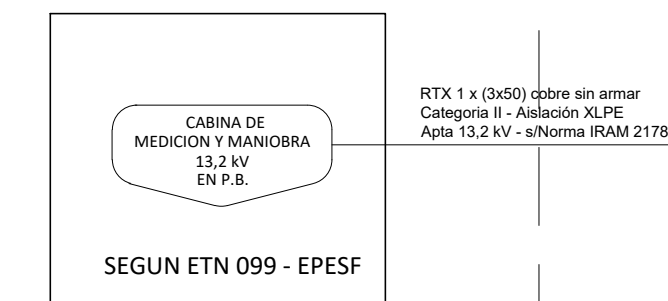 CABINA DE
MEDICION Y MANIOBRA
13,2 kV
EN P.B.
SEGUN ETN 099 - EPESF
RTX 1 x (3x50) cobre sin armar
Categoria II - Aislación XLPE
Apta 13,2 kV - s/Norma IRAM 2178